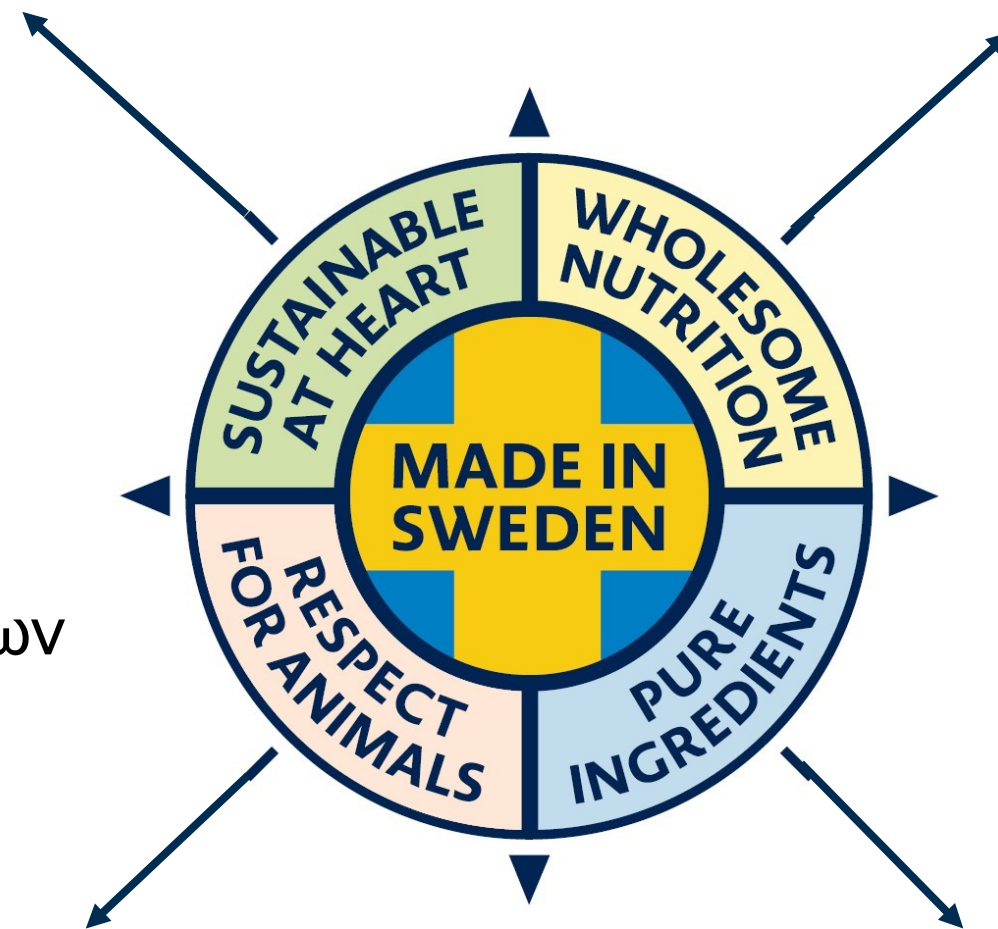 SUSTAINABLE
AT HEART
WHOLESOME
NUTRITION
MADE IN
SWEDEN
RESPECT
FOR ANIMALS
PURE
INGREDIENTS